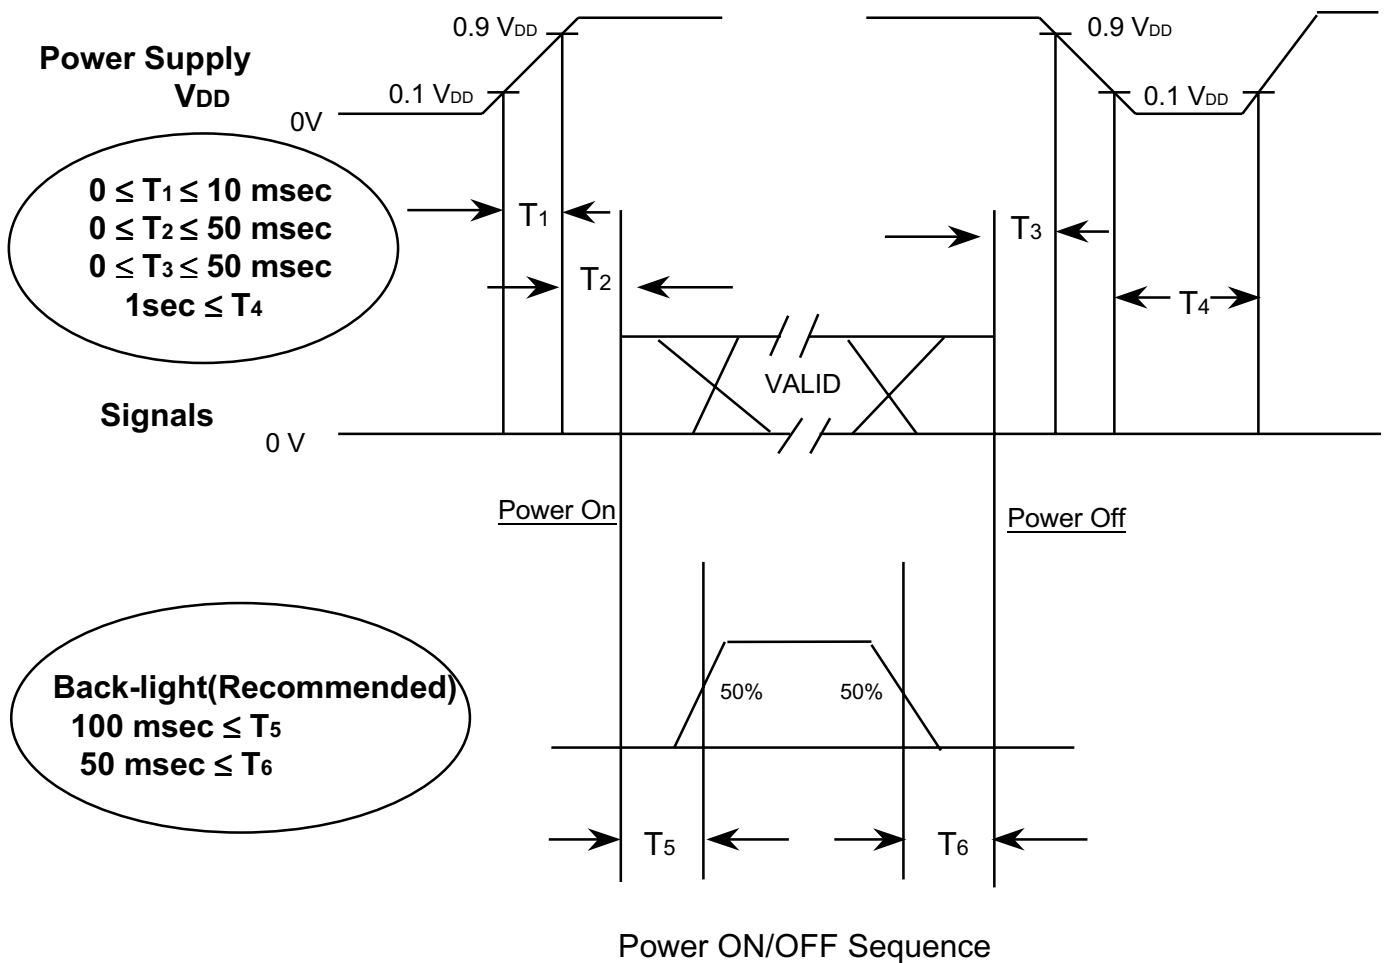 0.9 VDD
0.9 VDD
Power Supply
VDD
0.1 VDD
0.1 VDD
0V
0 ≤ T1 ≤ 10 msec
0 ≤ T2 ≤ 50 msec
0 ≤ T3 ≤ 50 msec
1sec ≤ T4
T1
T3
T2
T4
VALID
Signals
0 V
Power On
Power Off
Back-light(Recommended)
100 msec ≤ T5
50 msec ≤ T6
50%
50%
T5
T6
Power ON/OFF Sequence